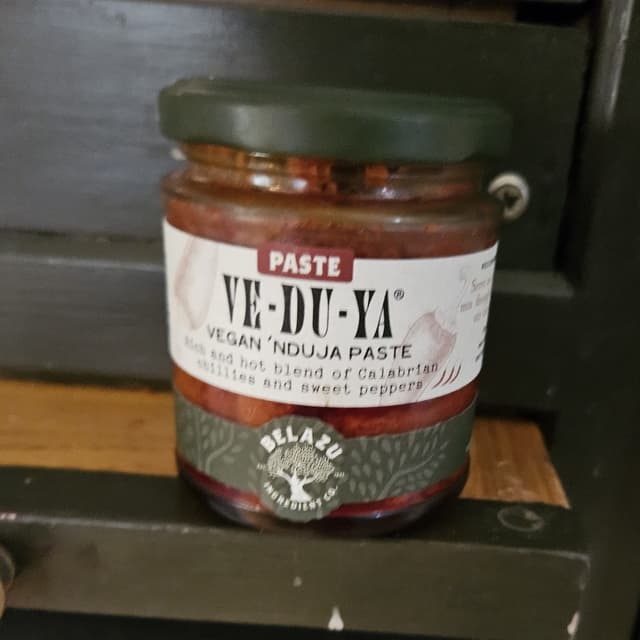 PASTE
VE-DU-YA®
VEGAN 'NDUJA PASTE
Rich and hot blend of Calabrian
chillies and sweet peppers
BELAZU
INGREDIENT CO.